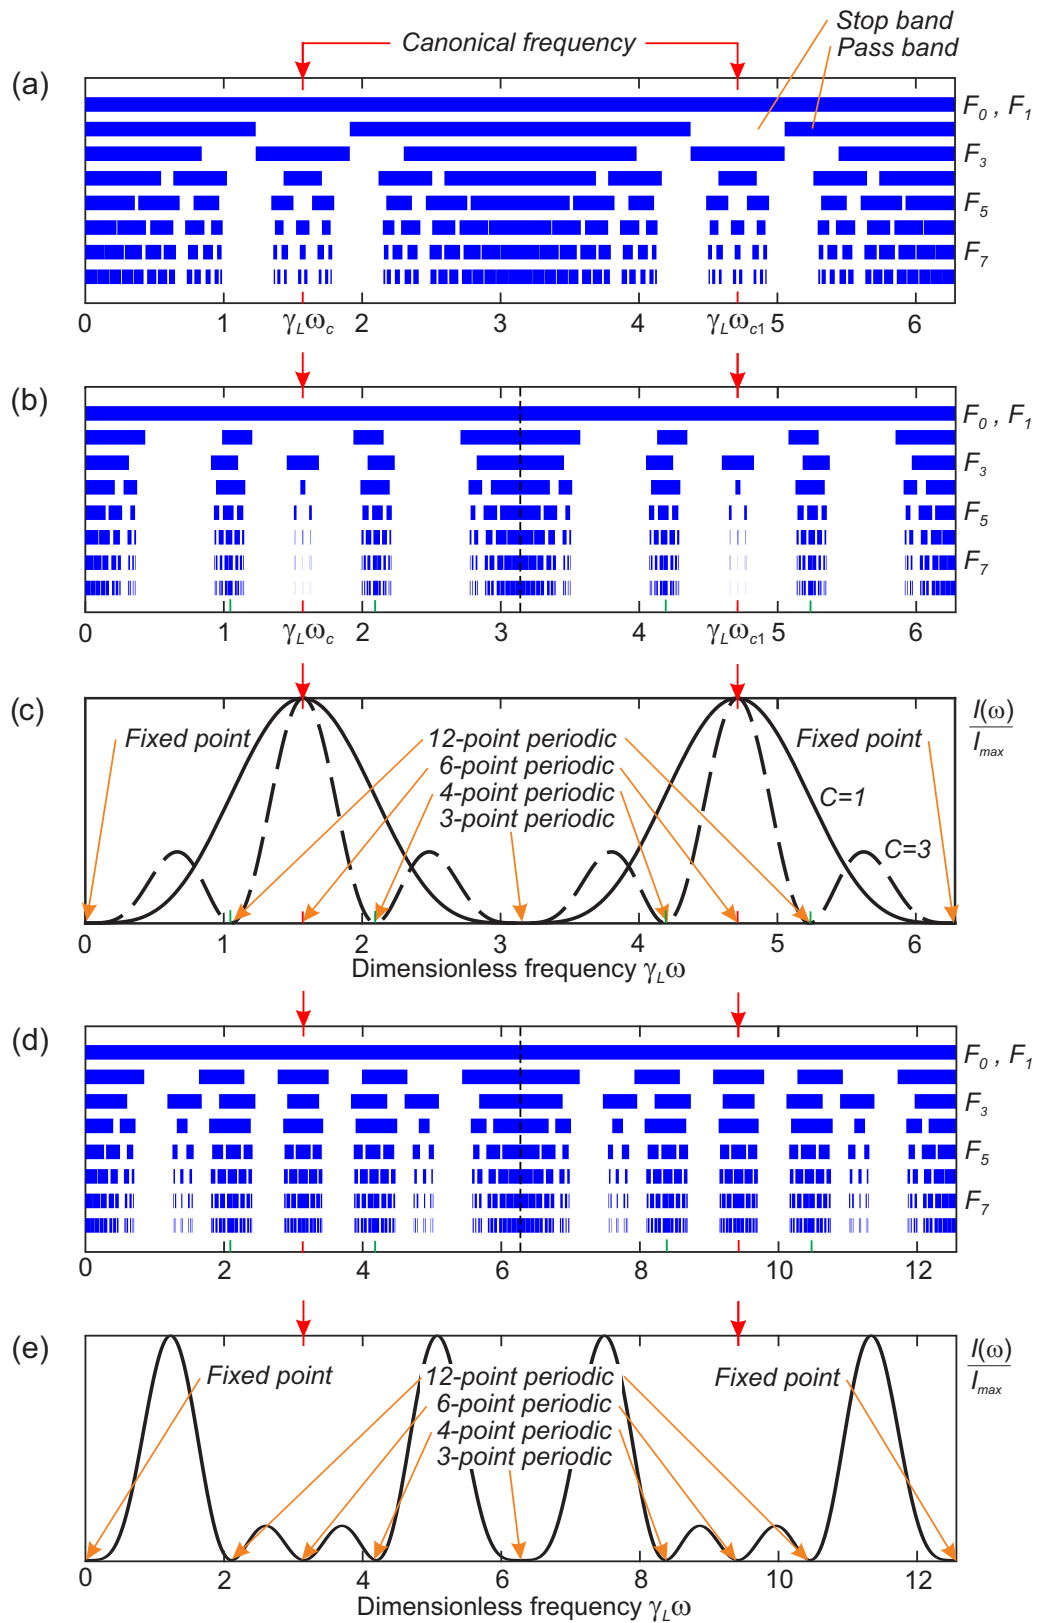 Stop band
Canonical frequency
Pass band
(a)
F0 , F1
F3
F5
F7
0 1 γLωc 2 3 4 γLωc1 5 6
(b)
F0 , F1
F3
F5
F7
0 1 γLωc 2 3 4 γLωc1 5 6
(c)
I(ω)
Imax
Fixed point
12-point periodic
Fixed point
6-point periodic
4-point periodic
3-point periodic
C=1
C=3
0 1 2 3 4 5 6
Dimensionless frequency γLω
(d)
F0 , F1
F3
F5
F7
0 2 4 6 8 10 12
(e)
I(ω)
Imax
Fixed point
12-point periodic
Fixed point
6-point periodic
4-point periodic
3-point periodic
0 2 4 6 8 10 12
Dimensionless frequency γLω